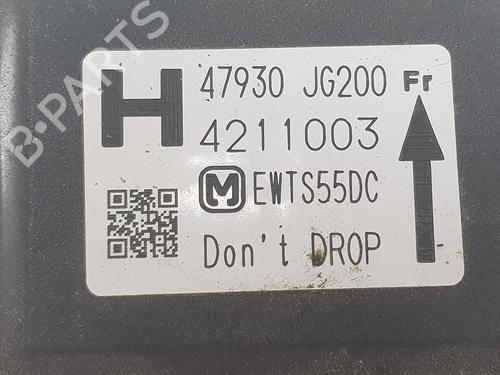 B-PARTS
H 47930 JG200 Fr
4211003
M EWTS55DC
Don't DROP